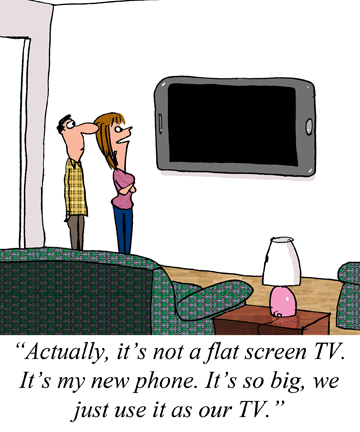 “Actually, it’s not a flat screen TV.
It’s my new phone. It’s so big, we
just use it as our TV.”